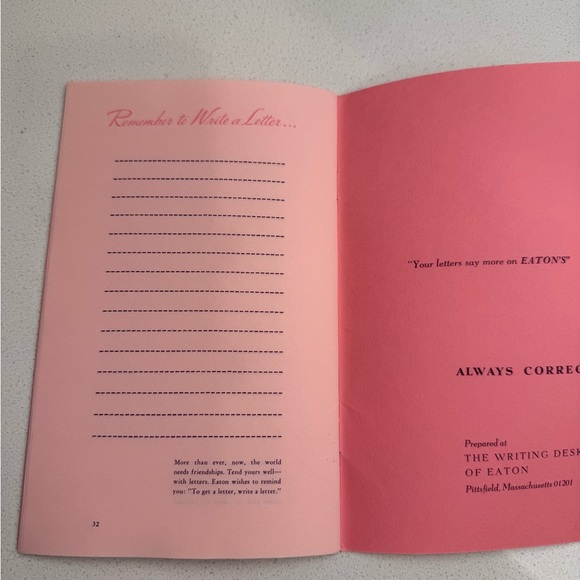 Remember to Write a Letter...
More than ever, now, the world
needs friendships. Tend yours well—
with letters. Eaton wishes to remind
you: "To get a letter, write a letter."
32
"Your letters say more on EATON'S"
ALWAYS CORREC
Prepared at
THE WRITING DESK
OF EATON
Pittsfield, Massachusetts 01201